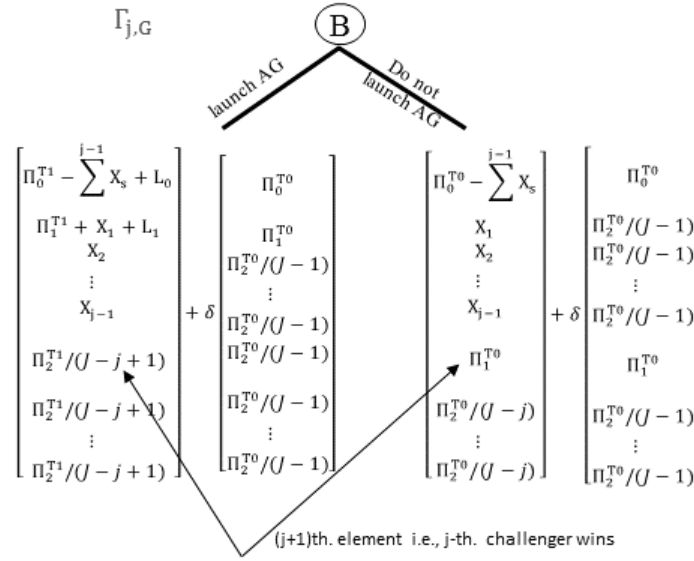 Γj,G
B
launch AG
Do not
launch AG
Π₀ᵀ¹ − ∑ʲ⁻¹ Xₛ + L₀
Π₁ᵀ¹ + X₁ + L₁
X₂
⋮
Xj−1
Π₂ᵀ¹/(J − j + 1)
Π₂ᵀ¹/(J − j + 1)
⋮
Π₂ᵀ¹/(J − j + 1)
+ δ
Π₀ᵀ⁰
Π₁ᵀ⁰
Π₂ᵀ⁰/(J − 1)
⋮
Π₂ᵀ⁰/(J − 1)
Π₂ᵀ⁰/(J − 1)
Π₂ᵀ⁰/(J − 1)
⋮
Π₂ᵀ⁰/(J − 1)
Π₀ᵀ⁰ − ∑ʲ⁻¹ Xₛ
X₁
X₂
⋮
Xj−1
Π₁ᵀ⁰
Π₂ᵀ⁰/(J − j)
⋮
Π₂ᵀ⁰/(J − j)
+ δ
Π₀ᵀ⁰
Π₂ᵀ⁰/(J − 1)
Π₂ᵀ⁰/(J − 1)
⋮
Π₂ᵀ⁰/(J − 1)
Π₁ᵀ⁰
Π₂ᵀ⁰/(J − 1)
⋮
Π₂ᵀ⁰/(J − 1)
(j+1)th. element i.e., j-th. challenger wins